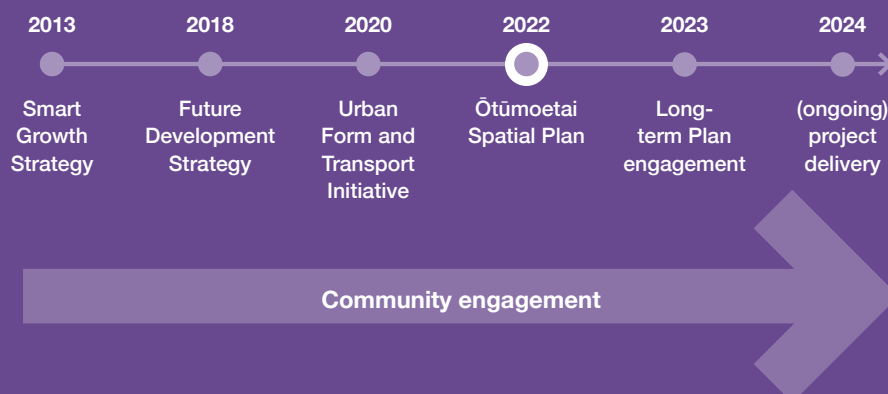 2013
Smart
Growth
Strategy
2018
Future
Development
Strategy
2020
Urban
Form and
Transport
Initiative
2022
Ōtūmoetai
Spatial Plan
2023
Long-
term Plan
engagement
2024
(ongoing)
project
delivery
Community engagement